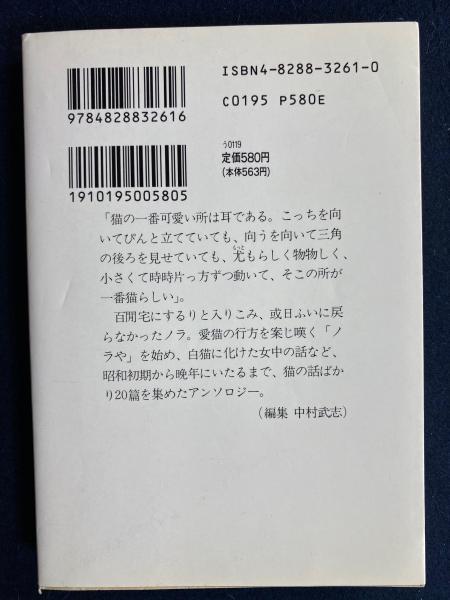 ISBN4-8288-3261-0
C0195 P580E
9784828832616
う0119
定価580円
(本体563円)
1910195005805
「猫の一番可愛い所は耳である。こっちを向
いてぴんと立てていても、向うを向いて三角
の後ろを見せていても、尤もらしく物物しく、
もっと
小さくて時時片っ方ずつ動いて、そこの所が
一番猫らしい」。
百閒宅にするりと入りこみ、或日ふいに戻
らなかったノラ。愛猫の行方を案じ嘆く「ノ
ラや」を始め、白猫に化けた女中の話など、
昭和初期から晩年にいたるまで、猫の話ばか
り20篇を集めたアンソロジー。
(編集 中村武志)